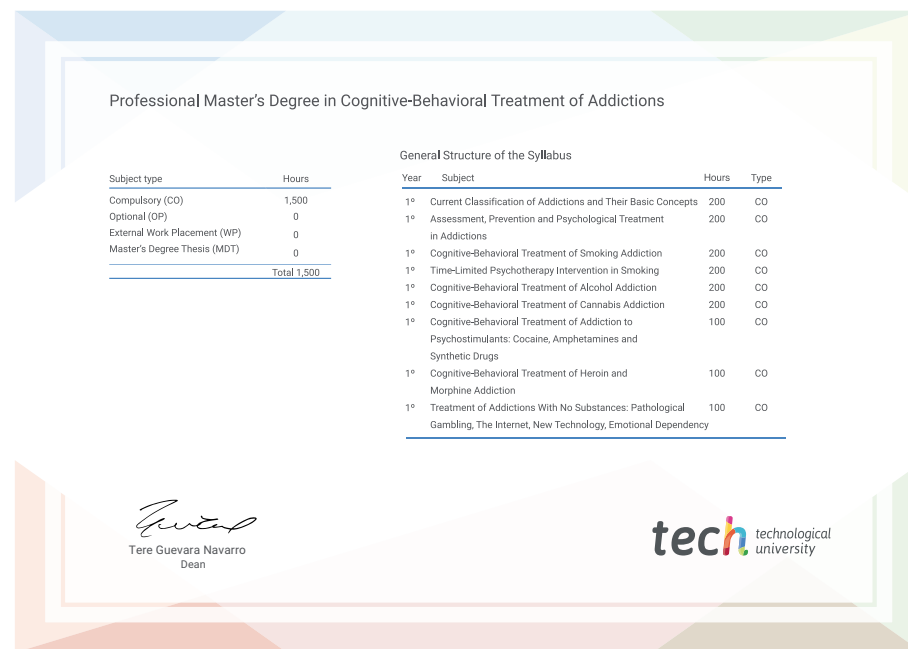 Professional Master's Degree in Cognitive-Behavioral Treatment of Addictions
Subject type Hours
Compulsory (CO) 1,500
Optional (OP) 0
External Work Placement (WP) 0
Master's Degree Thesis (MDT) 0
Total 1,500
General Structure of the Syllabus
Year Subject Hours Type
1º Current Classification of Addictions and Their Basic Concepts 200 CO
1º Assessment, Prevention and Psychological Treatment 200 CO
in Addictions
1º Cognitive-Behavioral Treatment of Smoking Addiction 200 CO
1º Time-Limited Psychotherapy Intervention in Smoking 200 CO
1º Cognitive-Behavioral Treatment of Alcohol Addiction 200 CO
1º Cognitive-Behavioral Treatment of Cannabis Addiction 200 CO
1º Cognitive-Behavioral Treatment of Addiction to 100 CO
Psychostimulants: Cocaine, Amphetamines and
Synthetic Drugs
1º Cognitive-Behavioral Treatment of Heroin and 100 CO
Morphine Addiction
1º Treatment of Addictions With No Substances: Pathological 100 CO
Gambling, The Internet, New Technology, Emotional Dependency
Tere Guevara Navarro
Dean
tech technological
university